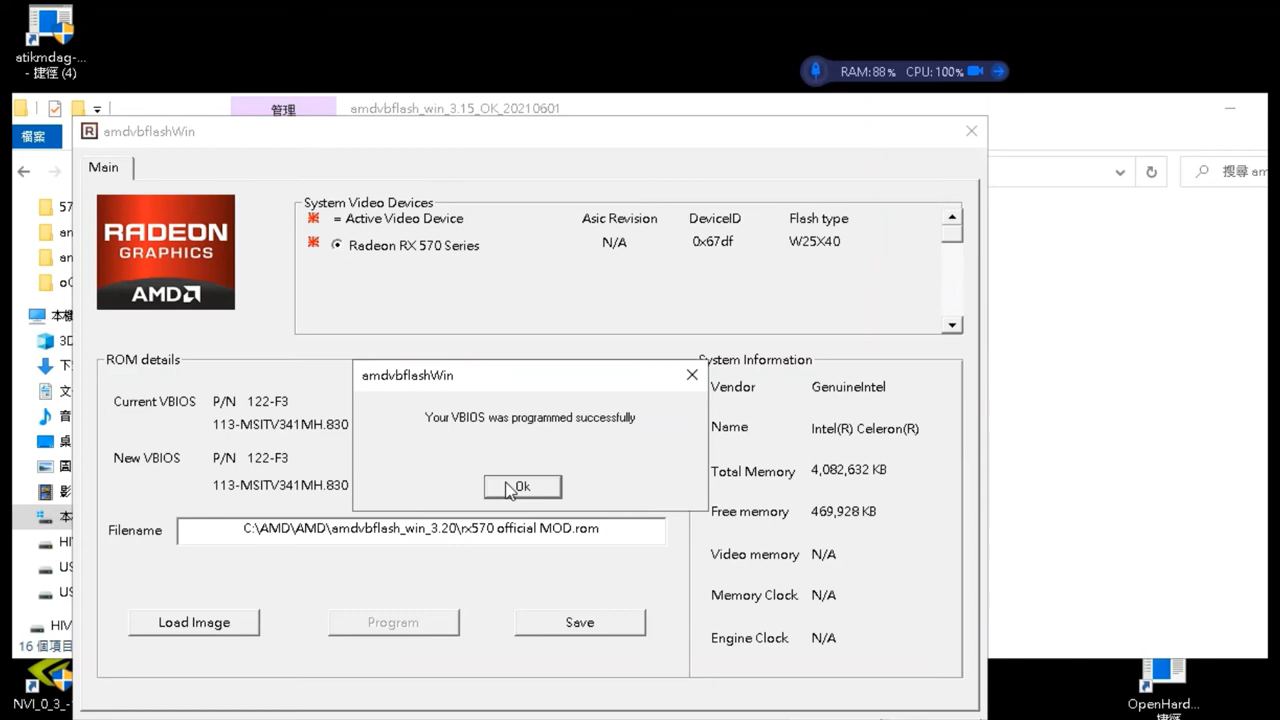 atikmdag-...
- 捷徑 (4)
RAM:88% CPU:100%
管理
amdvbflash_win_3.15_OK_20210601
檔案
amdvbflashWin
Main
搜尋 am
RADEON
GRAPHICS
AMD
System Video Devices
= Active Video Device Asic Revision DeviceID Flash type
Radeon RX 570 Series N/A 0x67df W25X40
57
an
an
本機
3D
下
文
音
桌
圖
影
本
HI
US
US
HIV
16 個項目
ROM details
Current VBIOS P/N 122-F3
113-MSITV341MH.830
New VBIOS P/N 122-F3
113-MSITV341MH.830
Filename C:\AMD\AMD\amdvbflash_win_3.20\rx570 official MOD.rom
Load Image Program Save
amdvbflashWin
Your VBIOS was programmed successfully
Ok
System Information
Vendor GenuineIntel
Name Intel(R) Celeron(R)
Total Memory 4,082,632 KB
Free memory 469,928 KB
Video memory N/A
Memory Clock N/A
Engine Clock N/A
NVI_0_3_-
OpenHard...
捷徑